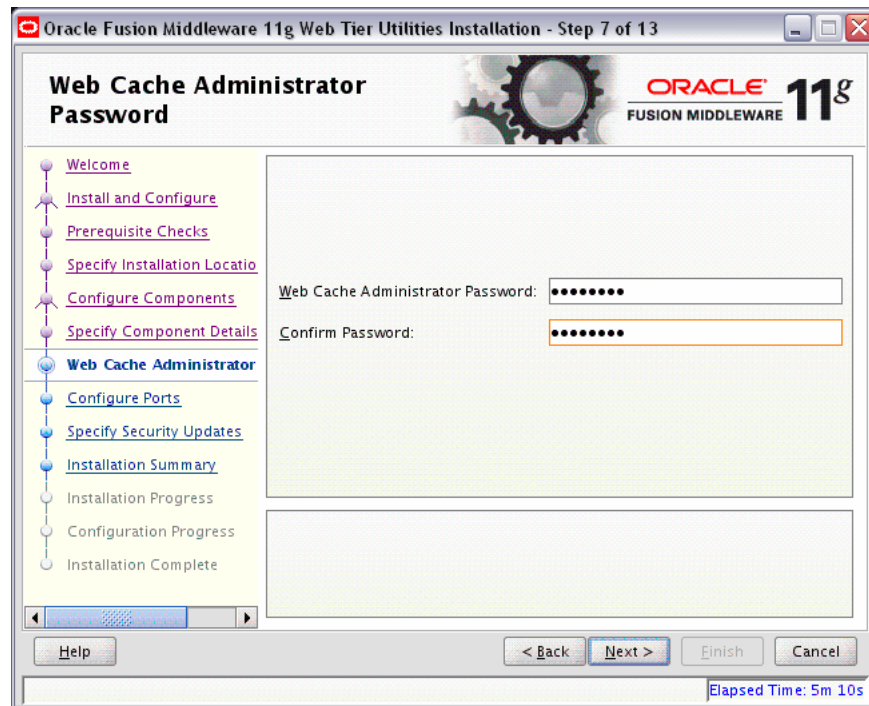 Oracle Fusion Middleware 11g Web Tier Utilities Installation - Step 7 of 13
Web Cache Administrator
Password
ORACLE
FUSION MIDDLEWARE
11g
Welcome
Install and Configure
Prerequisite Checks
Specify Installation Locatio
Configure Components
Specify Component Details
Web Cache Administrator
Configure Ports
Specify Security Updates
Installation Summary
Installation Progress
Configuration Progress
Installation Complete
Web Cache Administrator Password: ●●●●●●●●
Confirm Password: ●●●●●●●●
Help
< Back
Next >
Finish
Cancel
Elapsed Time: 5m 10s